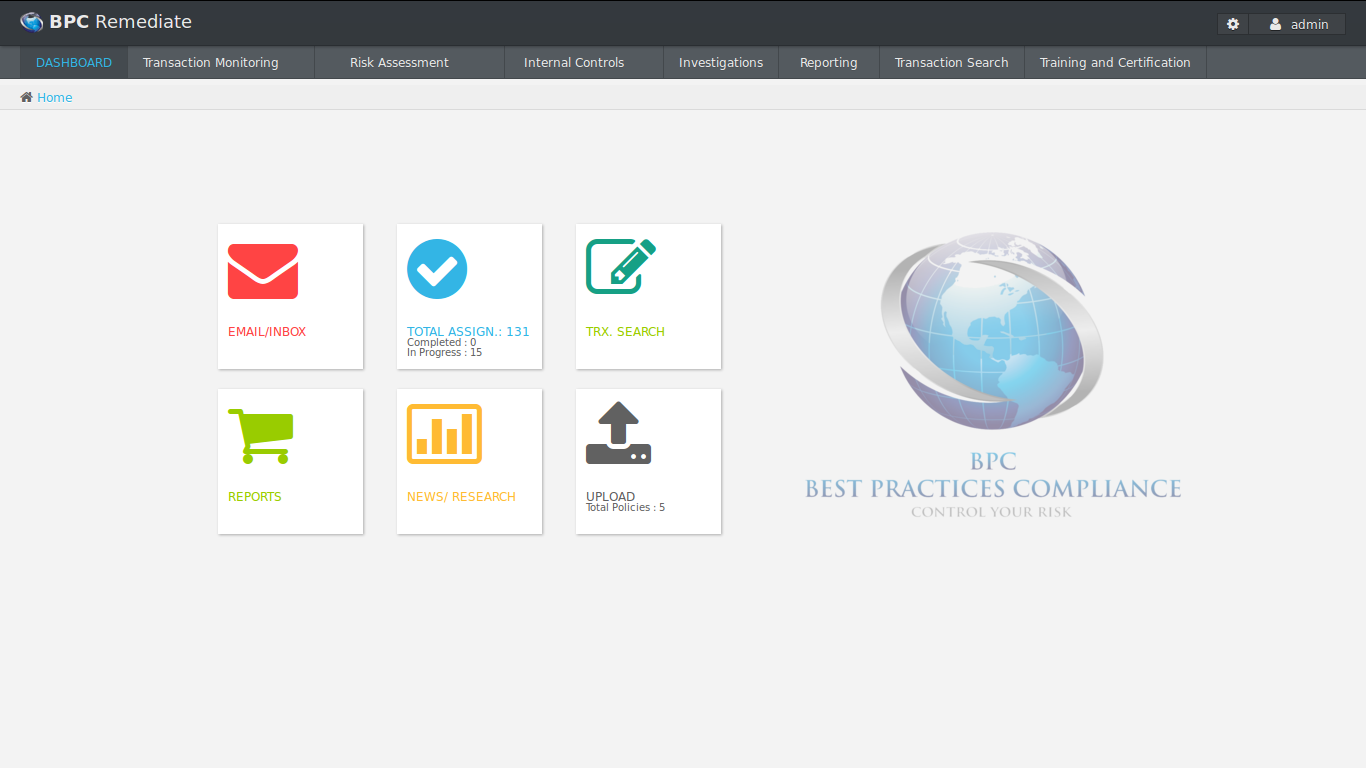 BPC Remediate
admin
DASHBOARD Transaction Monitoring Risk Assessment Internal Controls Investigations Reporting Transaction Search Training and Certification
Home
EMAIL/INBOX
TOTAL ASSIGN.: 131
Completed : 0
In Progress : 15
TRX. SEARCH
REPORTS
NEWS/ RESEARCH
UPLOAD
Total Policies : 5
BPC
BEST PRACTICES COMPLIANCE
CONTROL YOUR RISK